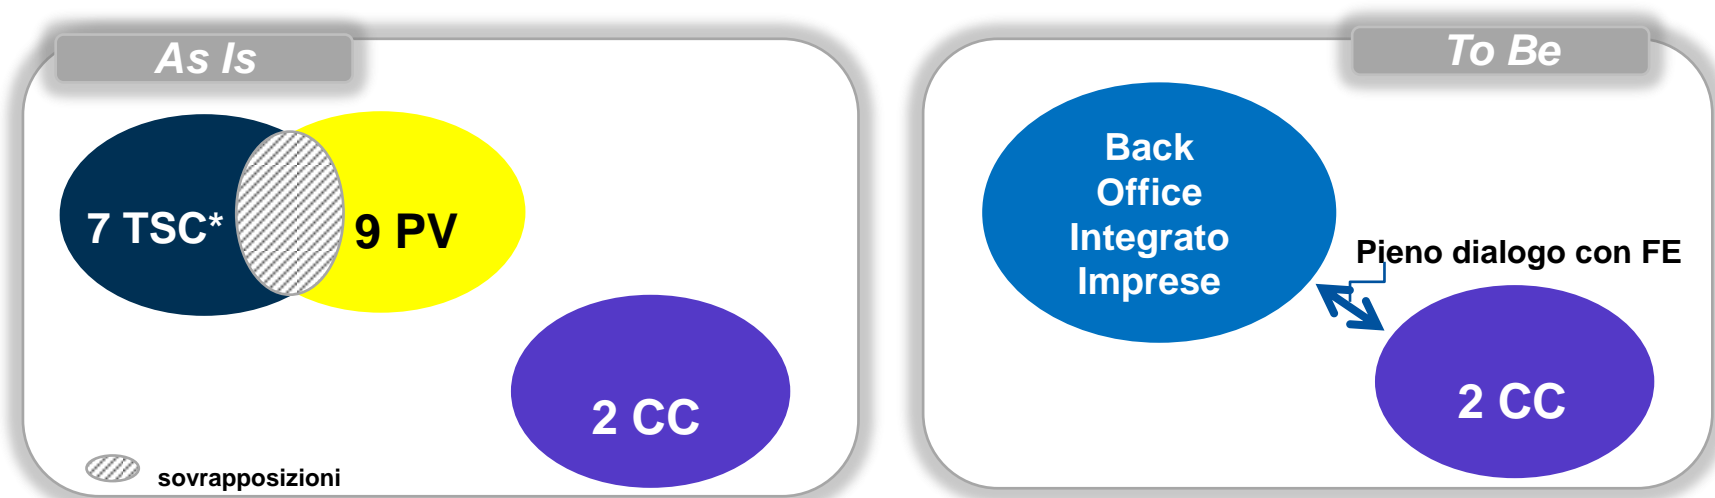 As Is
7 TSC*
9 PV
2 CC
sovrapposizioni
To Be
Back
Office
Integrato
Imprese
Pieno dialogo con FE
2 CC